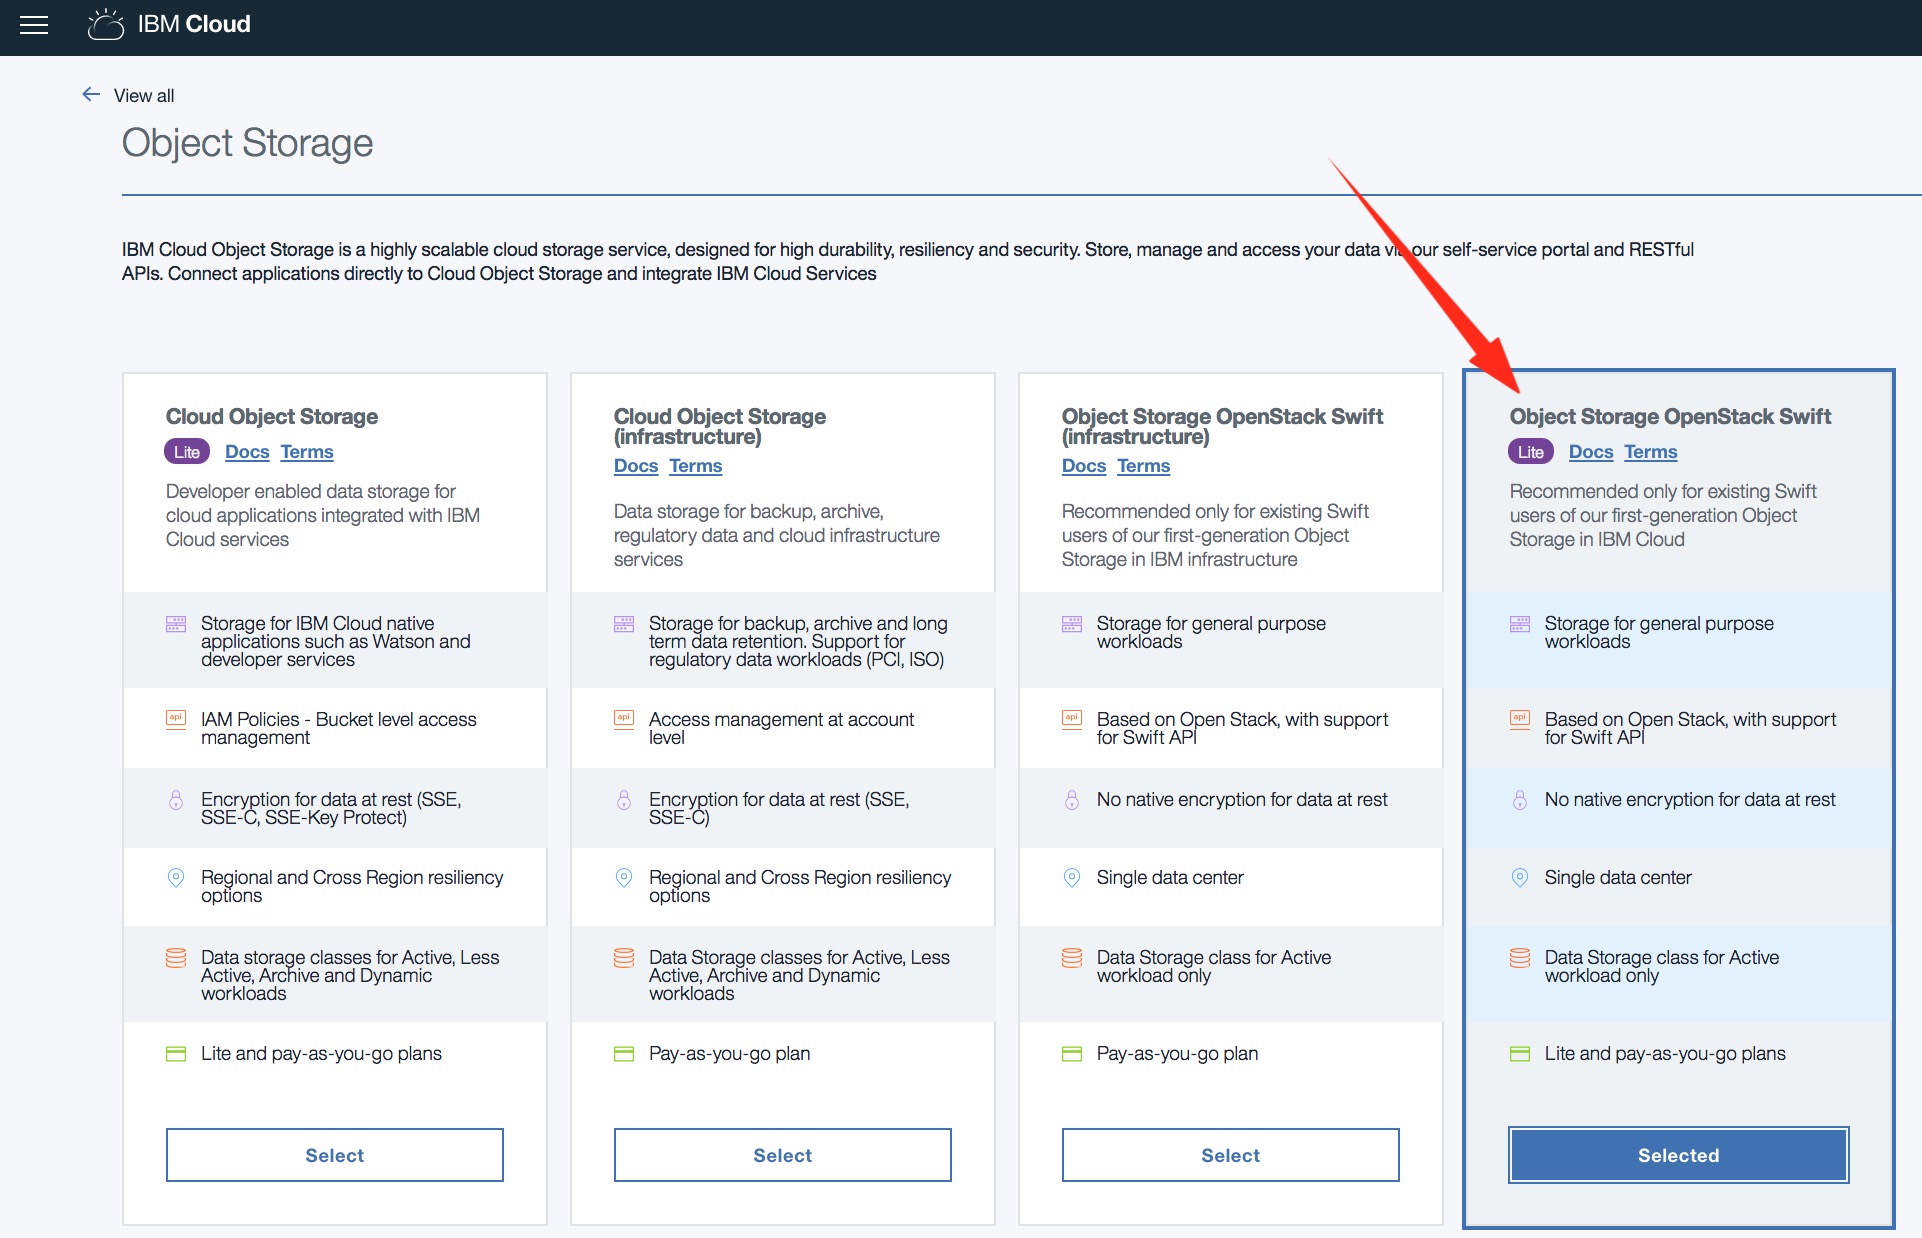 IBM Cloud
View all
Object Storage
IBM Cloud Object Storage is a highly scalable cloud storage service, designed for high durability, resiliency and security. Store, manage and access your data via our self-service portal and RESTful
APIs. Connect applications directly to Cloud Object Storage and integrate IBM Cloud Services
Cloud Object Storage
Lite Docs Terms
Developer enabled data storage for
cloud applications integrated with IBM
Cloud services
Storage for IBM Cloud native
applications such as Watson and
developer services
api
IAM Policies - Bucket level access
management
Encryption for data at rest (SSE,
SSE-C, SSE-Key Protect)
Regional and Cross Region resiliency
options
Data storage classes for Active, Less
Active, Archive and Dynamic
workloads
Lite and pay-as-you-go plans
Select
Cloud Object Storage
(infrastructure)
Docs Terms
Data storage for backup, archive,
regulatory data and cloud infrastructure
services
Storage for backup, archive and long
term data retention. Support for
regulatory data workloads (PCI, ISO)
api
Access management at account
level
Encryption for data at rest (SSE,
SSE-C)
Regional and Cross Region resiliency
options
Data Storage classes for Active, Less
Active, Archive and Dynamic
workloads
Pay-as-you-go plan
Select
Object Storage OpenStack Swift
(infrastructure)
Docs Terms
Recommended only for existing Swift
users of our first-generation Object
Storage in IBM infrastructure
Storage for general purpose
workloads
api
Based on Open Stack, with support
for Swift API
No native encryption for data at rest
Single data center
Data Storage class for Active
workload only
Pay-as-you-go plan
Select
Object Storage OpenStack Swift
Lite Docs Terms
Recommended only for existing Swift
users of our first-generation Object
Storage in IBM Cloud
Storage for general purpose
workloads
api
Based on Open Stack, with support
for Swift API
No native encryption for data at rest
Single data center
Data Storage class for Active
workload only
Lite and pay-as-you-go plans
Selected